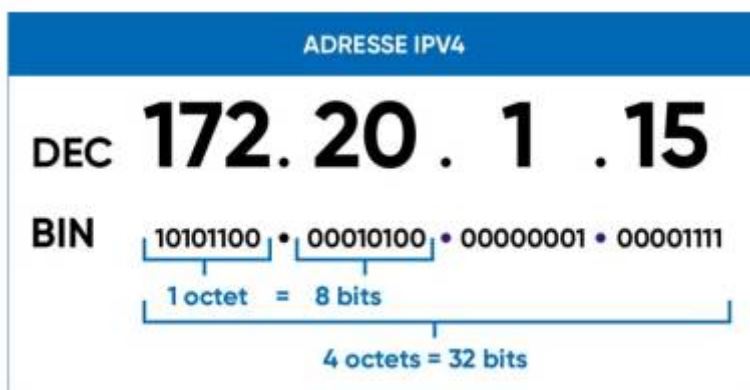 ADRESSE IPV4
DEC 172. 20 . 1 .15
BIN 10101100 • 00010100 • 00000001 • 00001111
1 octet = 8 bits
4 octets = 32 bits